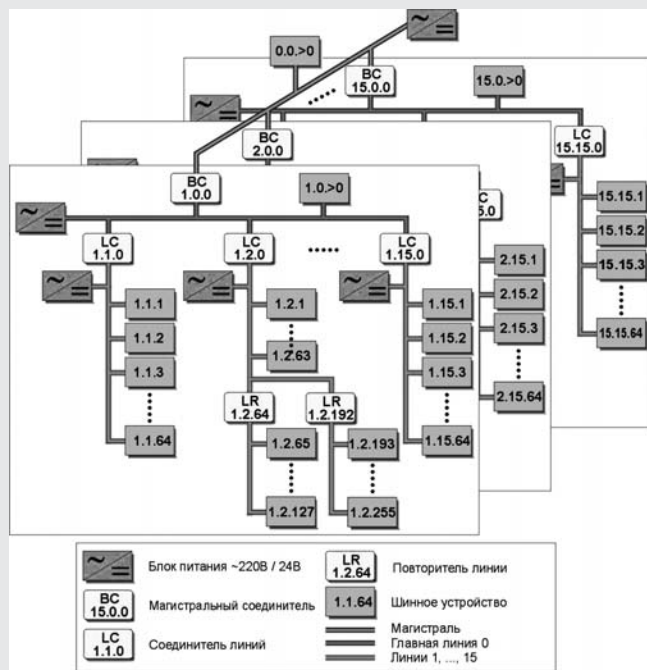 0.0.>0
BC
15.0.0
15.0.>0
BC
2.0.0
LC
15.15.0
BC
1.0.0
1.0.>0
5.0
15.15.1
15.15.2
15.15.3
15.15.64
LC
1.1.0
LC
1.2.0
LC
1.15.0
2.15.1
2.15.2
2.15.3
2.15.64
1.1.1
1.1.2
1.1.3
1.1.64
1.2.1
1.2.63
1.15.1
1.15.2
1.15.3
1.15.64
LR
1.2.64
LR
1.2.192
1.2.65
1.2.127
1.2.193
1.2.255
Блок питания ~220В / 24В
LR
1.2.64
Повторитель линии
BC
15.0.0
Магистральный соединитель
1.1.64
Шинное устройство
LC
1.1.0
Соединитель линий
Магистраль
Главная линия 0
Линии 1, ..., 15